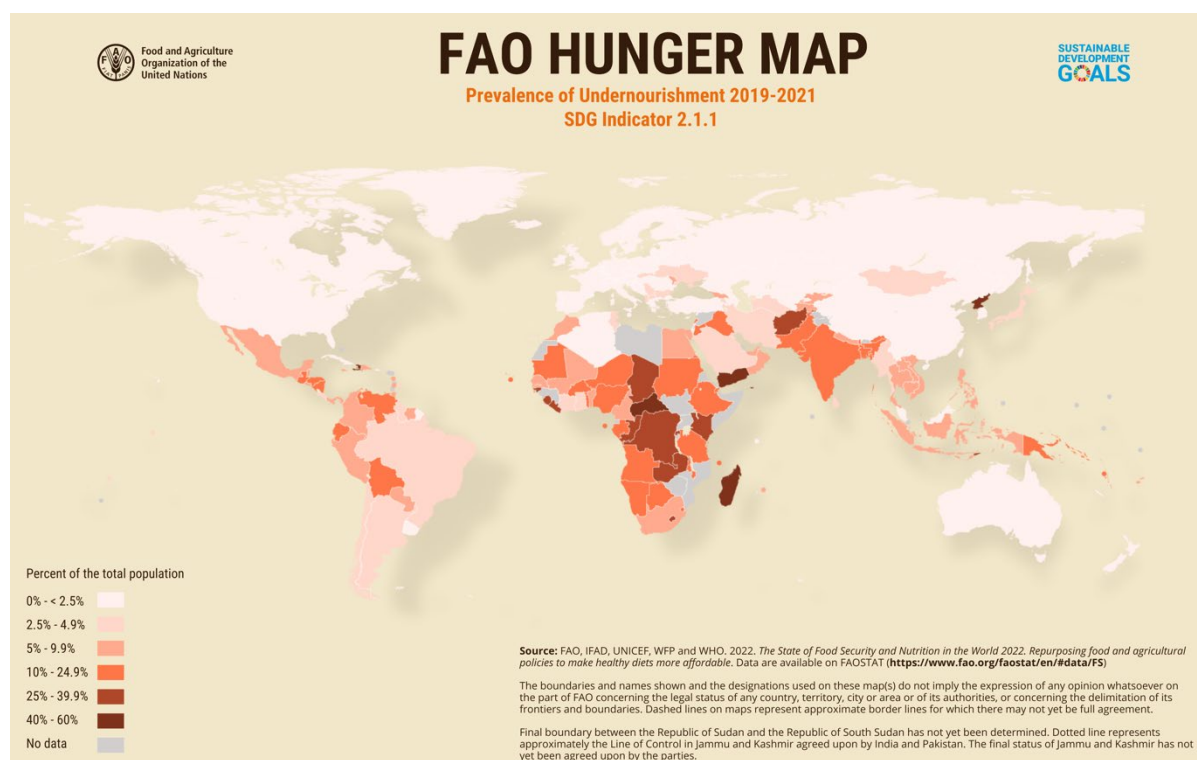 Food and Agriculture
Organization of the
United Nations
FAO HUNGER MAP
Prevalence of Undernourishment 2019-2021
SDG Indicator 2.1.1
SUSTAINABLE
DEVELOPMENT
GOALS
Percent of the total population
0% - < 2.5%
2.5% - 4.9%
5% - 9.9%
10% - 24.9%
25% - 39.9%
40% - 60%
No data
Source: FAO, IFAD, UNICEF, WFP and WHO. 2022. The State of Food Security and Nutrition in the World 2022. Repurposing food and agricultural
policies to make healthy diets more affordable. Data are available on FAOSTAT (https://www.fao.org/faostat/en/#data/FS)
The boundaries and names shown and the designations used on these map(s) do not imply the expression of any opinion whatsoever on
the part of FAO concerning the legal status of any country, territory, city or area or of its authorities, or concerning the delimitation of its
frontiers and boundaries. Dashed lines on maps represent approximate border lines for which there may not yet be full agreement.
Final boundary between the Republic of Sudan and the Republic of South Sudan has not yet been determined. Dotted line represents
approximately the Line of Control in Jammu and Kashmir agreed upon by India and Pakistan. The final status of Jammu and Kashmir has not
yet been agreed upon by the parties.